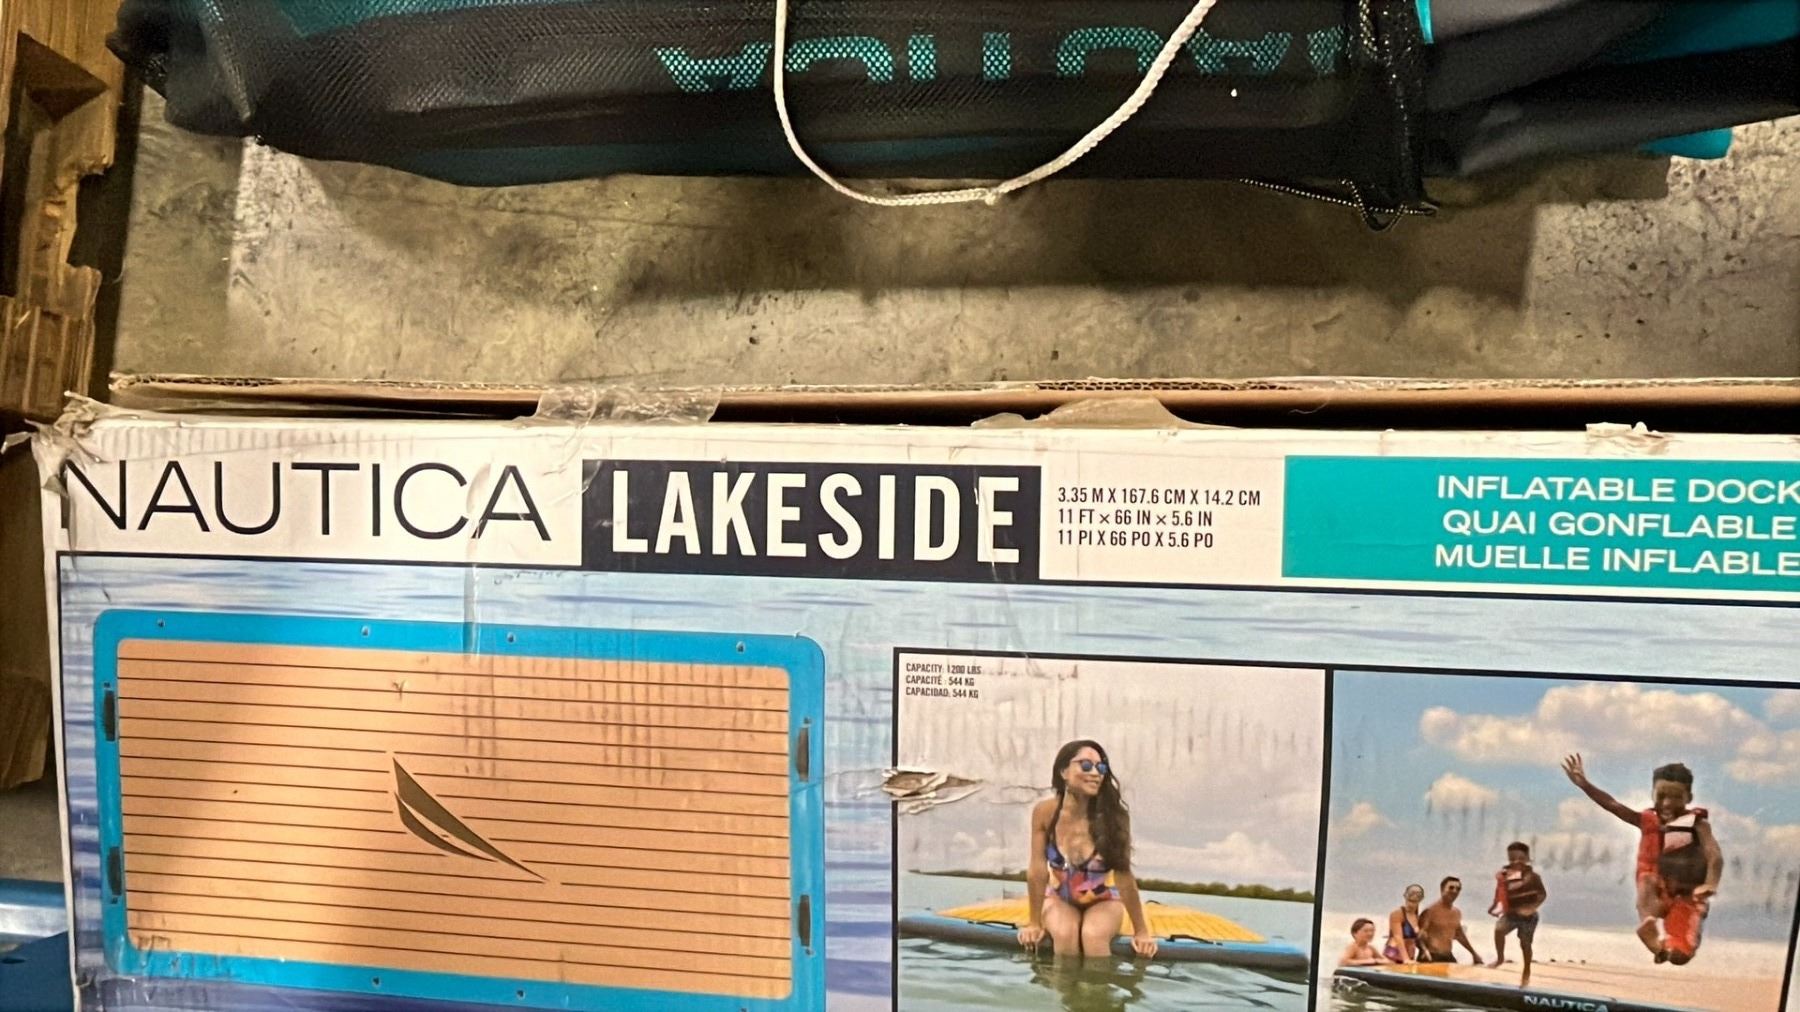 NAUTICA
NAUTICA LAKESIDE
3.35 M X 167.6 CM X 14.2 CM
11 FT × 66 IN × 5.6 IN
11 PI X 66 PO X 5.6 PO
INFLATABLE DOCK
QUAI GONFLABLE
MUELLE INFLABLE
CAPACITY: 1200 LBS
CAPACITÉ : 544 KG
CAPACIDAD: 544 KG
NAUTICA